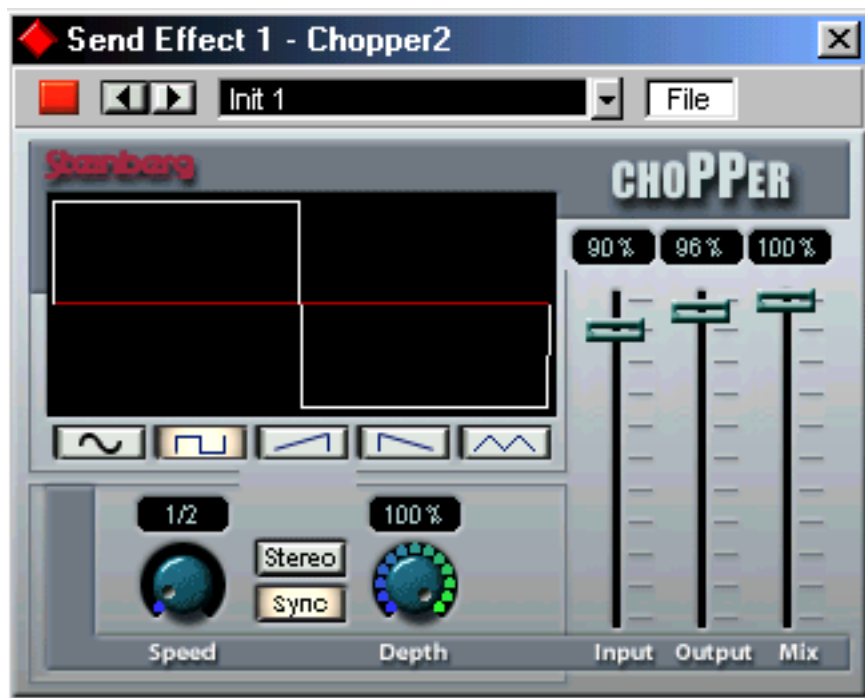 Send Effect 1 - Chopper2
Init 1
File
Steinberg
CHOPPER
90% 96% 100%
1/2
100%
Stereo
Sync
Speed
Depth
Input Output Mix